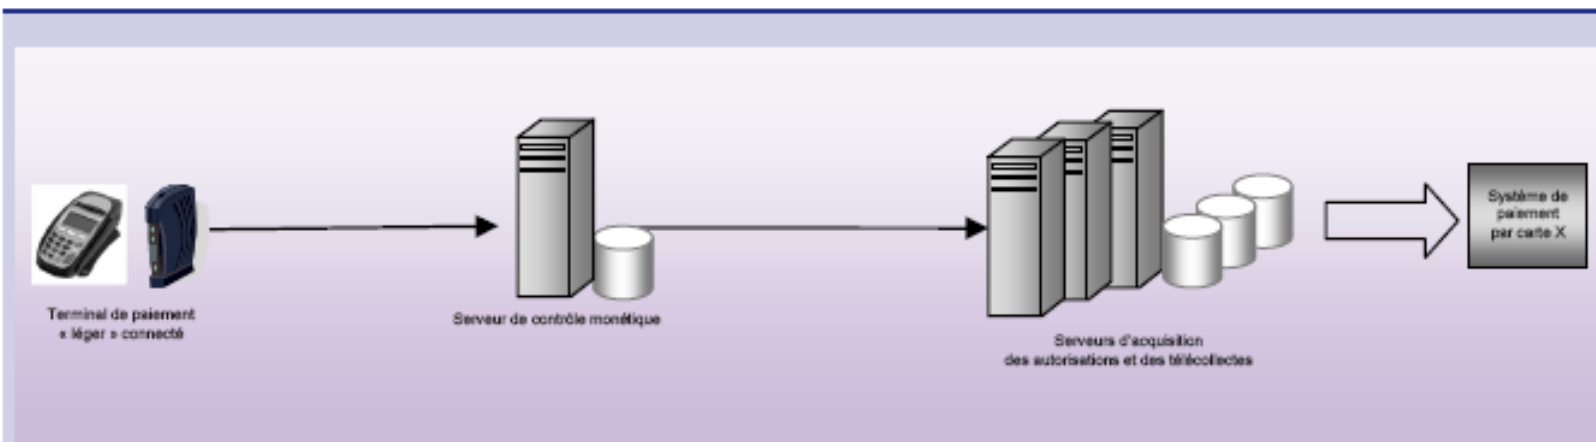 Terminal de paiement
« léger » connecté
Serveur de contrôle monétique
Serveurs d'acquisition
des autorisations et des télécollectes
Système de
paiement
par carte X